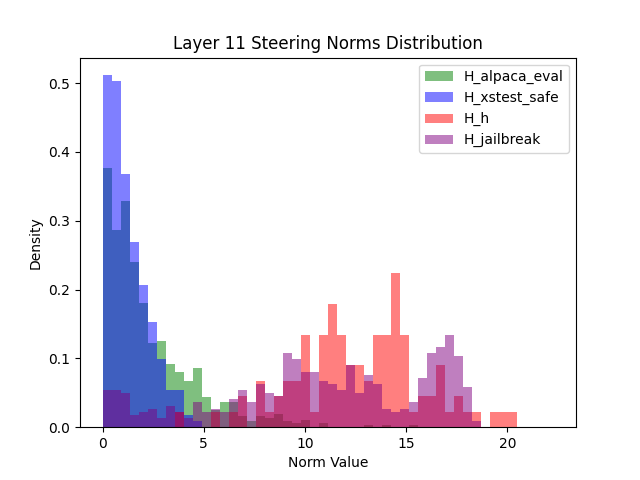 Layer 11 Steering Norms Distribution
H_alpaca_eval
H_xstest_safe
H_h
H_jailbreak
Density
0.5
0.4
0.3
0.2
0.1
0.0
0 5 10 15 20
Norm Value